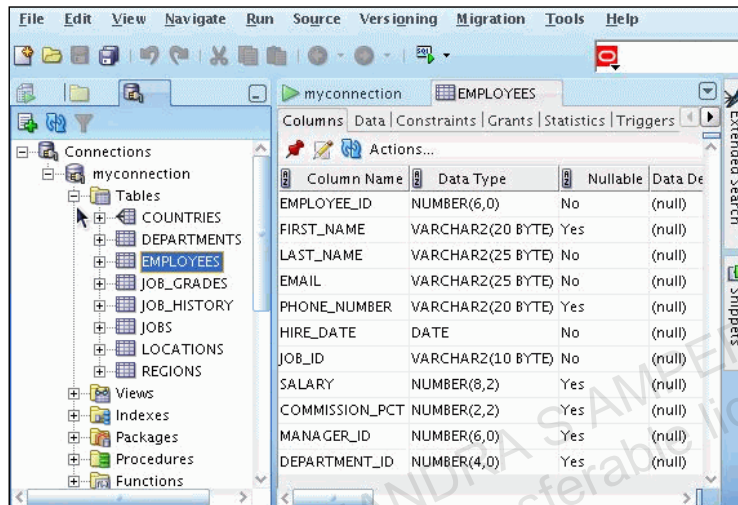 File Edit View Navigate Run Source Versioning Migration Tools Help
SQL
myconnection EMPLOYEES
Columns Data Constraints Grants Statistics Triggers
Actions...
Connections
myconnection
Tables
COUNTRIES
DEPARTMENTS
EMPLOYEES
JOB_GRADES
JOB_HISTORY
JOBS
LOCATIONS
REGIONS
Views
Indexes
Packages
Procedures
Functions
Column Name Data Type Nullable Data De
EMPLOYEE_ID NUMBER(6,0) No (null)
FIRST_NAME VARCHAR2(20 BYTE) Yes (null)
LAST_NAME VARCHAR2(25 BYTE) No (null)
EMAIL VARCHAR2(25 BYTE) No (null)
PHONE_NUMBER VARCHAR2(20 BYTE) Yes (null)
HIRE_DATE DATE No (null)
JOB_ID VARCHAR2(10 BYTE) No (null)
SALARY NUMBER(8,2) Yes (null)
COMMISSION_PCT NUMBER(2,2) Yes (null)
MANAGER_ID NUMBER(6,0) Yes (null)
DEPARTMENT_ID NUMBER(4,0) Yes (null)
Extended Search
Snippets
ANDRA S AMPER
sferable lic